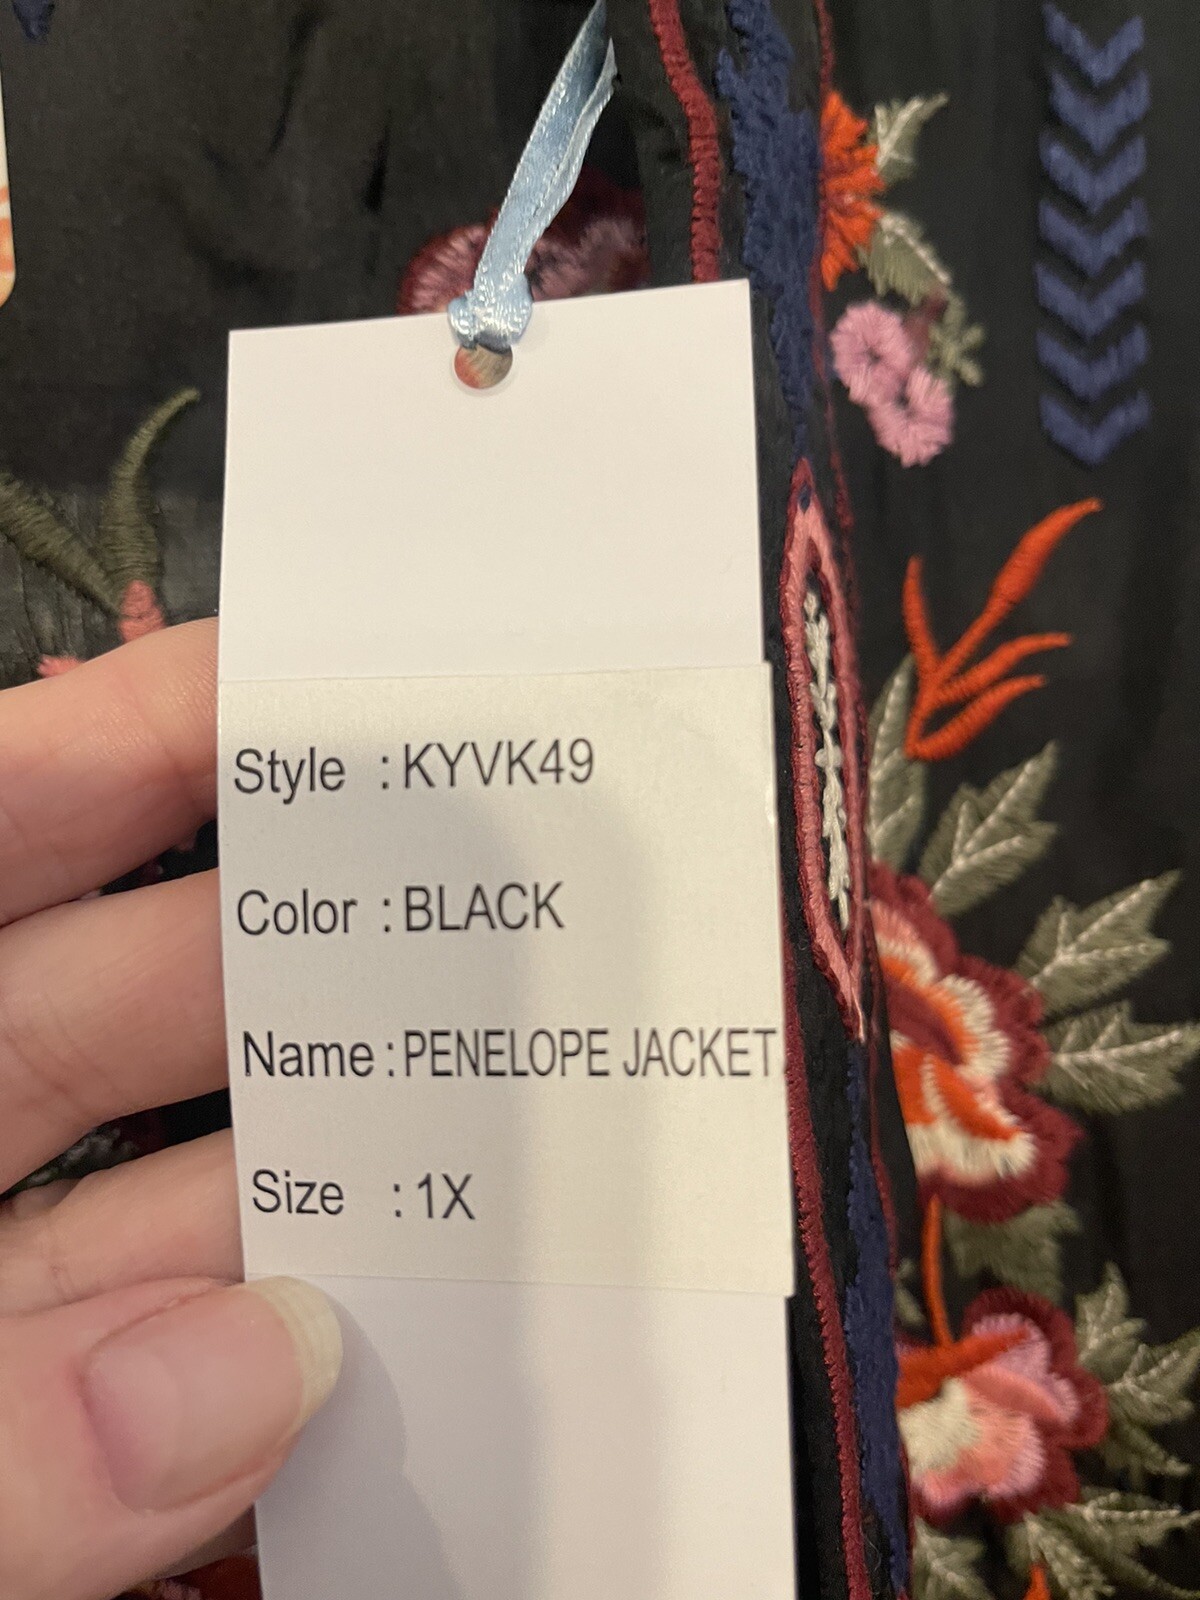 Style : KYVK49
Color : BLACK
Name : PENELOPE JACKET
Size : 1X